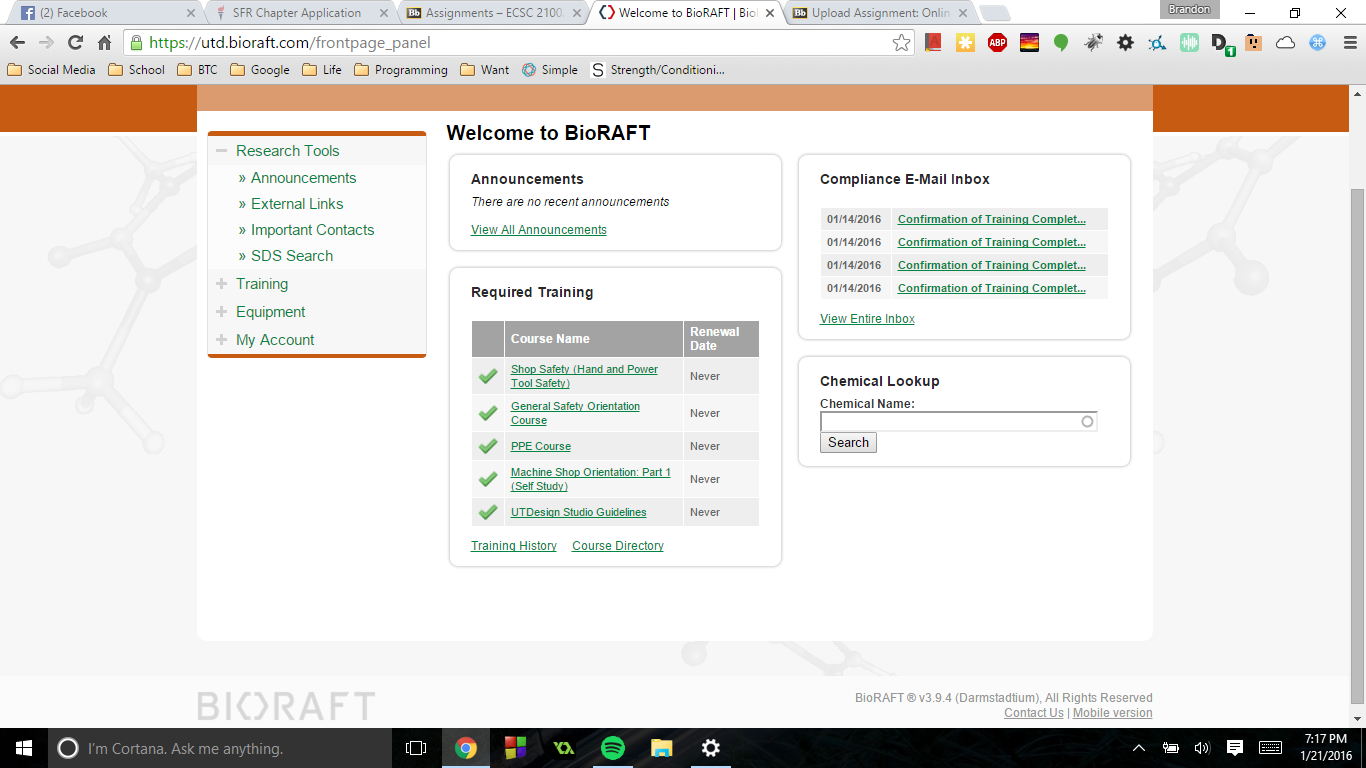 (2) Facebook
SFR Chapter Application
Assignments – ECSC 2100.
Welcome to BioRAFT | Bio
Upload Assignment: Onlin
Brandon
https://utd.bioraft.com/frontpage_panel
ABP
1
Social Media
School
BTC
Google
Life
Programming
Want
Simple
Strength/Conditioni...
Research Tools
» Announcements
» External Links
» Important Contacts
» SDS Search
Training
Equipment
My Account
Welcome to BioRAFT
Announcements
There are no recent announcements
View All Announcements
Required Training
Course Name
Renewal
Date
Shop Safety (Hand and Power
Tool Safety)
Never
General Safety Orientation
Course
Never
PPE Course
Never
Machine Shop Orientation: Part 1
(Self Study)
Never
UTDesign Studio Guidelines
Never
Training History
Course Directory
Compliance E-Mail Inbox
01/14/2016 Confirmation of Training Complet...
01/14/2016 Confirmation of Training Complet...
01/14/2016 Confirmation of Training Complet...
01/14/2016 Confirmation of Training Complet...
View Entire Inbox
Chemical Lookup
Chemical Name:
Search
BIORAFT
BioRAFT ® v3.9.4 (Darmstadtium), All Rights Reserved
Contact Us | Mobile version
I'm Cortana. Ask me anything.
7:17 PM
1/21/2016